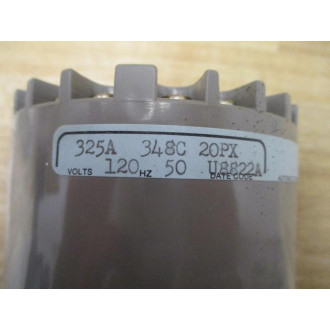 325A 348C 20PX
VOLTS 120 HZ 50 U8822A
DATE CODE